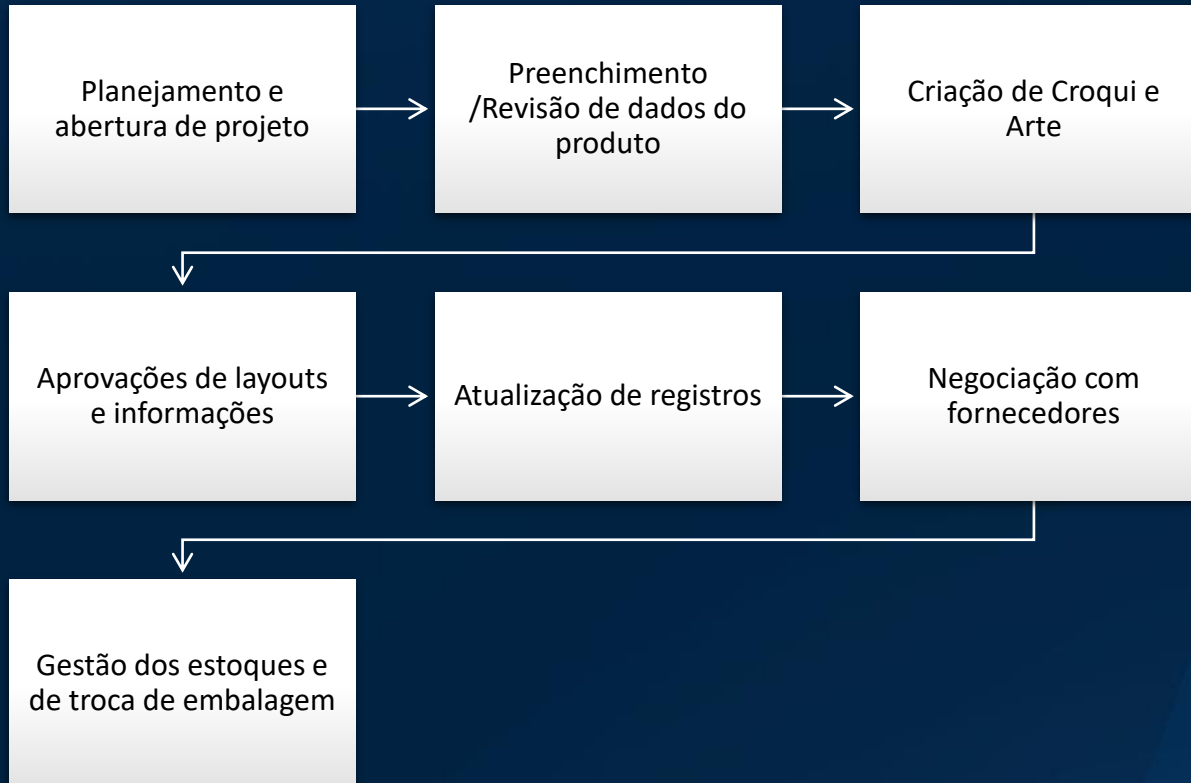 Planejamento e
abertura de projeto
Preenchimento
/Revisão de dados do
produto
Criação de Croqui e
Arte
Aprovações de layouts
e informações
Atualização de registros
Negociação com
fornecedores
Gestão dos estoques e
de troca de embalagem